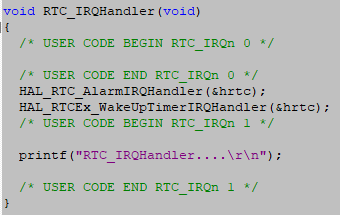 void RTC_IRQHandler(void)
{
/* USER CODE BEGIN RTC_IRQn 0 */
/* USER CODE END RTC_IRQn 0 */
HAL_RTC_AlarmIRQHandler(&hrtc);
HAL_RTCEx_WakeUpTimerIRQHandler(&hrtc);
/* USER CODE BEGIN RTC_IRQn 1 */
printf("RTC_IRQHandler....\r\n");
/* USER CODE END RTC_IRQn 1 */
}